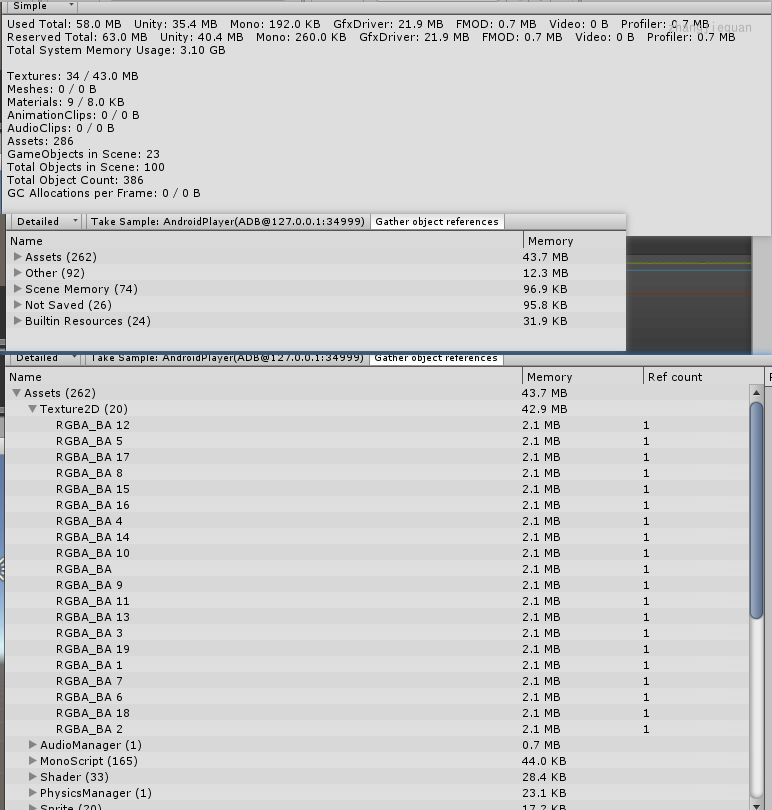 Simple
Used Total: 58.0 MB Unity: 35.4 MB Mono: 192.0 KB GfxDriver: 21.9 MB FMOD: 0.7 MB Video: 0 B Profiler: 0.7 MB
Reserved Total: 63.0 MB Unity: 40.4 MB Mono: 260.0 KB GfxDriver: 21.9 MB FMOD: 0.7 MB Video: 0 B Profiler: 0.7 MB
Total System Memory Usage: 3.10 GB
Textures: 34 / 43.0 MB
Meshes: 0 / 0 B
Materials: 9 / 8.0 KB
AnimationClips: 0 / 0 B
AudioClips: 0 / 0 B
Assets: 286
GameObjects in Scene: 23
Total Objects in Scene: 100
Total Object Count: 386
GC Allocations per Frame: 0 / 0 B
Detailed Take Sample: AndroidPlayer(ADB@127.0.0.1:34999) Gather object references
Name Memory
Assets (262) 43.7 MB
Other (92) 12.3 MB
Scene Memory (74) 96.9 KB
Not Saved (26) 95.8 KB
Builtin Resources (24) 31.9 KB
Detailed Take Sample: AndroidPlayer(ADB@127.0.0.1:34999) Gather object references
Name Memory Ref count
Assets (262) 43.7 MB
Texture2D (20) 42.9 MB
RGBA_BA 12 2.1 MB 1
RGBA_BA 5 2.1 MB 1
RGBA_BA 17 2.1 MB 1
RGBA_BA 8 2.1 MB 1
RGBA_BA 15 2.1 MB 1
RGBA_BA 16 2.1 MB 1
RGBA_BA 4 2.1 MB 1
RGBA_BA 14 2.1 MB 1
RGBA_BA 10 2.1 MB 1
RGBA_BA 2.1 MB 1
RGBA_BA 9 2.1 MB 1
RGBA_BA 11 2.1 MB 1
RGBA_BA 13 2.1 MB 1
RGBA_BA 3 2.1 MB 1
RGBA_BA 19 2.1 MB 1
RGBA_BA 1 2.1 MB 1
RGBA_BA 7 2.1 MB 1
RGBA_BA 6 2.1 MB 1
RGBA_BA 18 2.1 MB 1
RGBA_BA 2 2.1 MB 1
AudioManager (1) 0.7 MB
MonoScript (165) 44.0 KB
Shader (33) 28.4 KB
PhysicsManager (1) 23.1 KB
Sprite (20) 17.2 KB